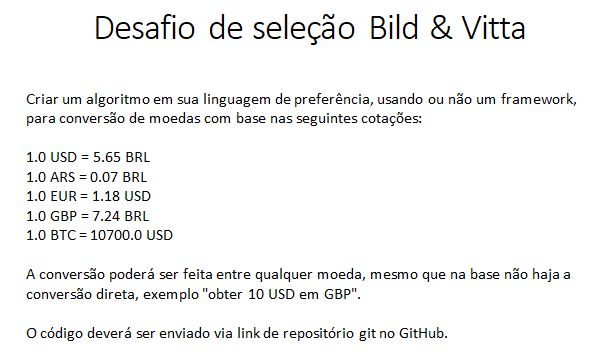 Desafio de seleção Bild & Vitta
Criar um algoritmo em sua linguagem de preferência, usando ou não um framework,
para conversão de moedas com base nas seguintes cotações:
1.0 USD = 5.65 BRL
1.0 ARS = 0.07 BRL
1.0 EUR = 1.18 USD
1.0 GBP = 7.24 BRL
1.0 BTC = 10700.0 USD
A conversão poderá ser feita entre qualquer moeda, mesmo que na base não haja a
conversão direta, exemplo "obter 10 USD em GBP".
O código deverá ser enviado via link de repositório git no GitHub.